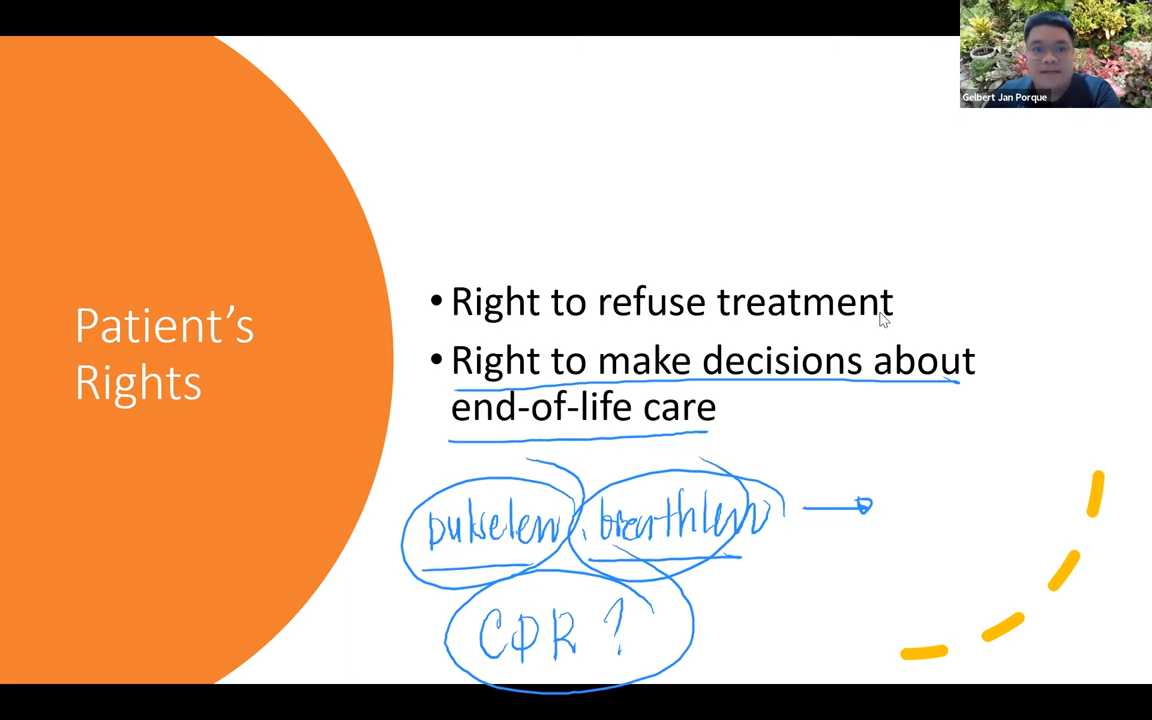 Gelbert Jan Porque
Patient's
Rights
• Right to refuse treatment
• Right to make decisions about
end-of-life care
pulseless, breathless
CPR ?